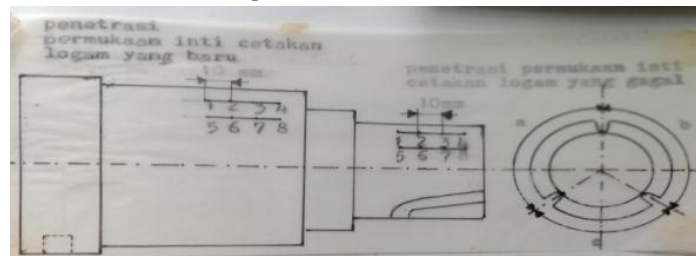 penetrasi
permukaan inti cetakan
logam yang baru
10 mm
1 2 3 4
5 6 7 8
penetrasi permukaan inti
cetakan logam yang gagal
10mm
1 2 3 4
5 6 7 8
a
b
c